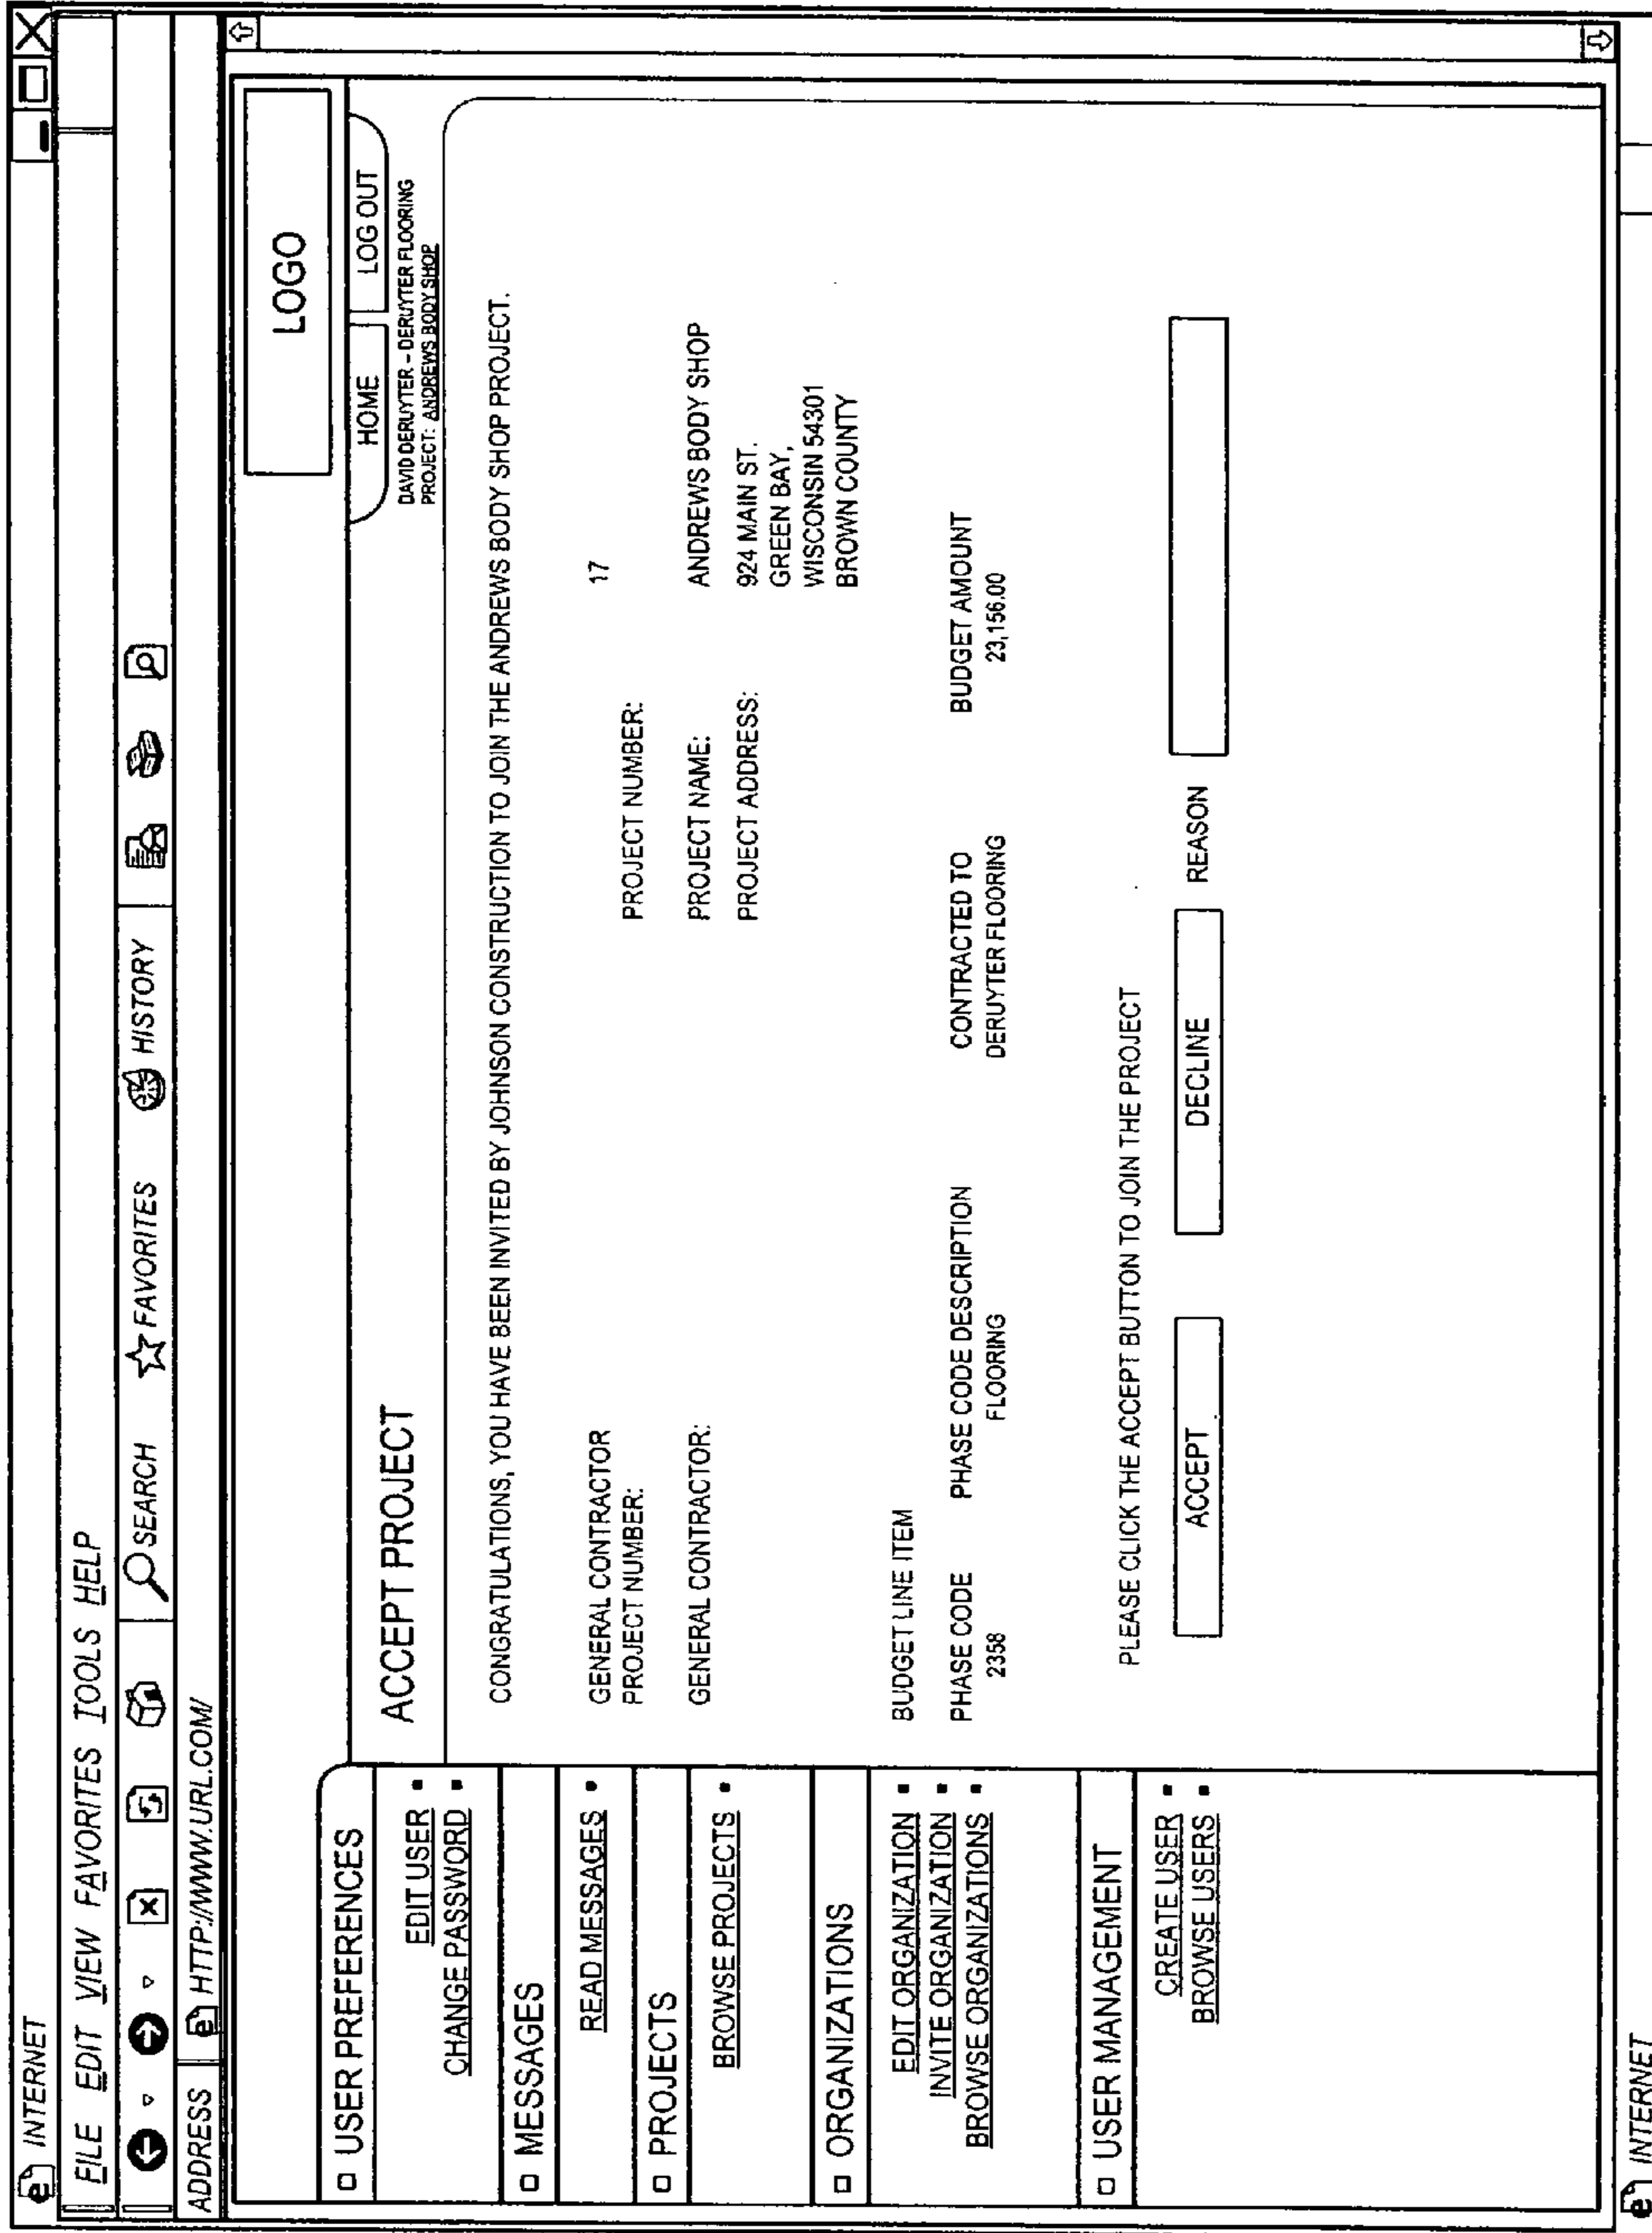 INTERNET
FILE EDIT VIEW FAVORITES TOOLS HELP
SEARCH FAVORITES HISTORY
ADDRESS HTTP://WWW.URL.COM/
LOGO
HOME LOG OUT
DAVID DERUYTER – DERUYTER FLOORING
PROJECT: ANDREWS BODY SHOP
USER PREFERENCES
EDIT USER
CHANGE PASSWORD
MESSAGES
READ MESSAGES
PROJECTS
BROWSE PROJECTS
ORGANIZATIONS
EDIT ORGANIZATION
INVITE ORGANIZATION
BROWSE ORGANIZATIONS
USER MANAGEMENT
CREATE USER
BROWSE USERS
ACCEPT PROJECT
CONGRATULATIONS, YOU HAVE BEEN INVITED BY JOHNSON CONSTRUCTION TO JOIN THE ANDREWS BODY SHOP PROJECT.
GENERAL CONTRACTOR 17
PROJECT NUMBER: PROJECT NUMBER:
GENERAL CONTRACTOR: PROJECT NAME: ANDREWS BODY SHOP
PROJECT ADDRESS: 924 MAIN ST.
GREEN BAY,
WISCONSIN 54301
BROWN COUNTY
BUDGET LINE ITEM
PHASE CODE PHASE CODE DESCRIPTION CONTRACTED TO BUDGET AMOUNT
2358 FLOORING DERUYTER FLOORING 23,156.00
PLEASE CLICK THE ACCEPT BUTTON TO JOIN THE PROJECT
ACCEPT DECLINE REASON
INTERNET